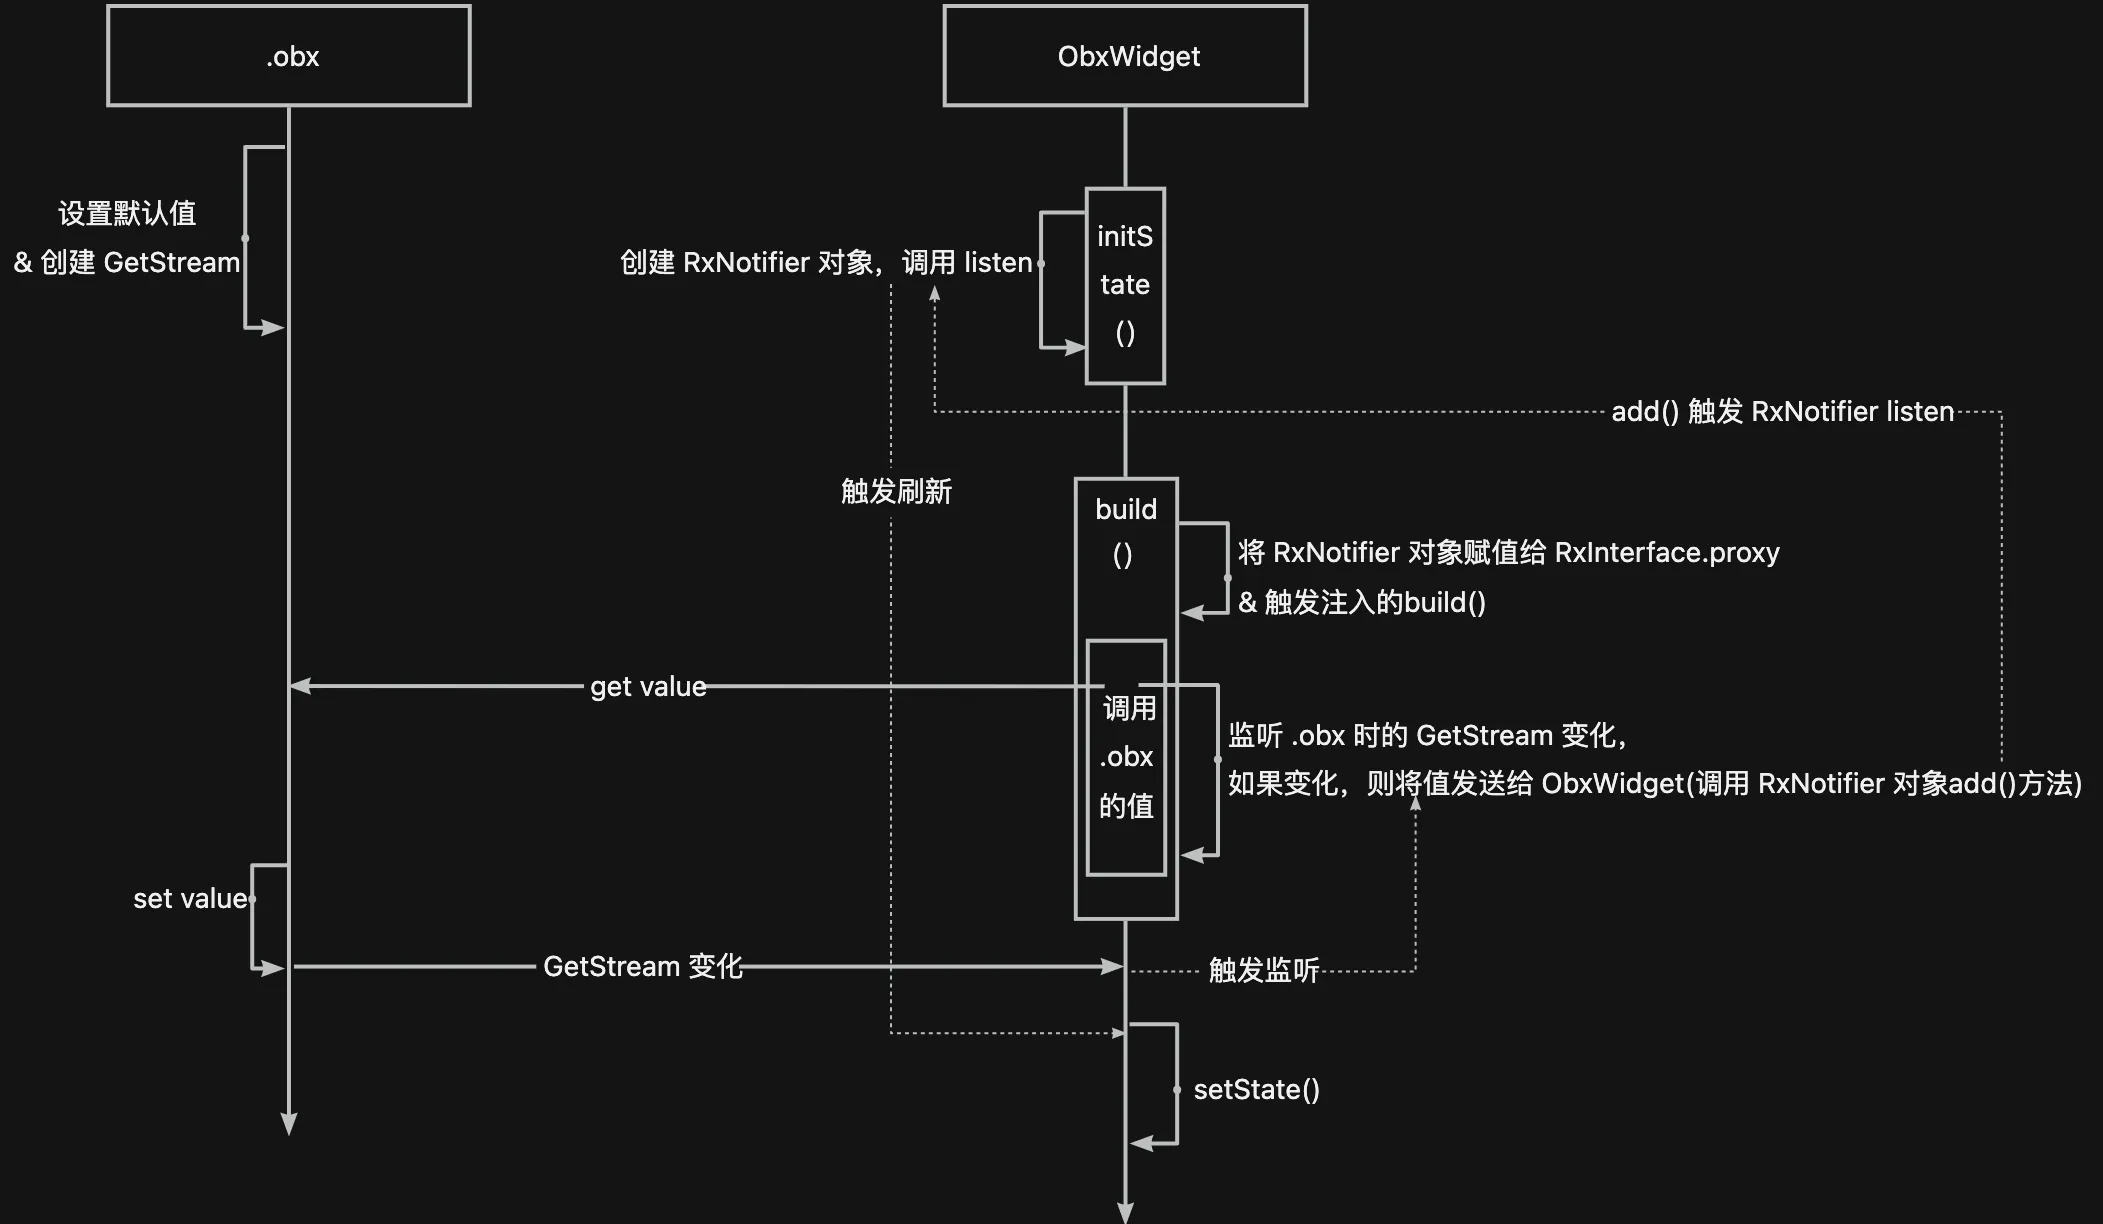 .obx
ObxWidget
设置默认值
& 创建 GetStream
initS
tate
()
创建 RxNotifier 对象，调用 listen
add() 触发 RxNotifier listen
触发刷新
build
()
将 RxNotifier 对象赋值给 RxInterface.proxy
& 触发注入的build()
get value
调用
.obx
的值
监听 .obx 时的 GetStream 变化，
如果变化，则将值发送给 ObxWidget(调用 RxNotifier 对象add()方法)
set value
GetStream 变化
触发监听
setState()